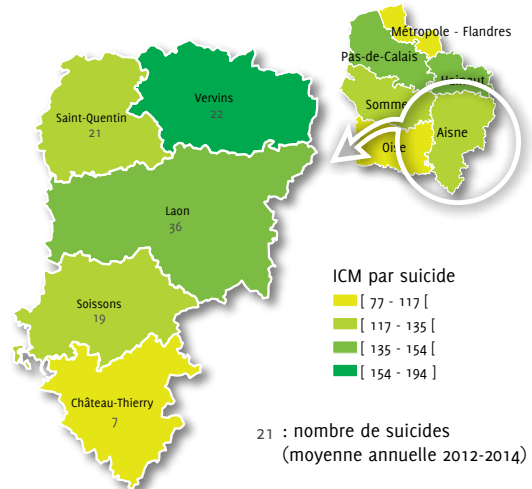 Métropole - Flandres
Pas-de-Calais
Hainaut
Somme
Aisne
Oise
Vervins
22
Saint-Quentin
21
Laon
36
Soissons
19
Château-Thierry
7
ICM par suicide
[ 77 - 117 [
[ 117 - 135 [
[ 135 - 154 [
[ 154 - 194 ]
21 : nombre de suicides
(moyenne annuelle 2012-2014)